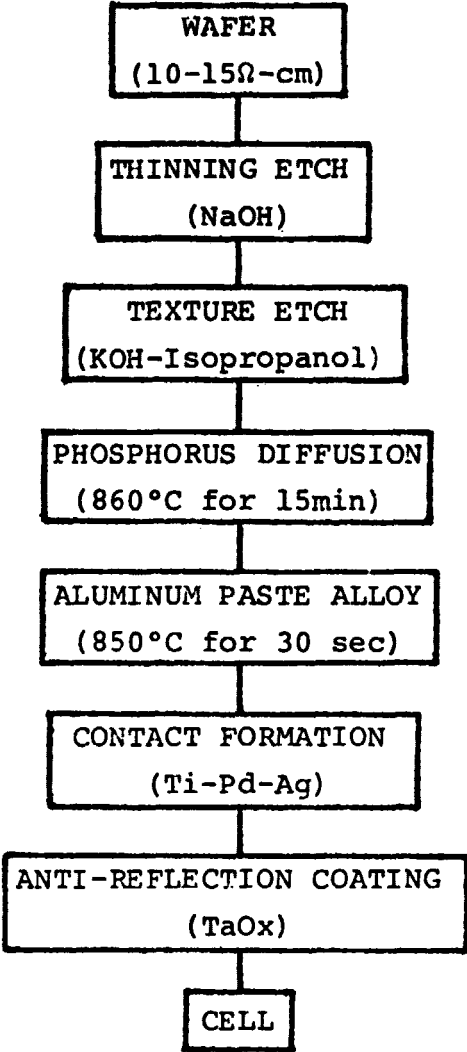 WAFER
(10-15Ω-cm)
THINNING ETCH
(NaOH)
TEXTURE ETCH
(KOH-Isopropanol)
PHOSPHORUS DIFFUSION
(860°C for 15min)
ALUMINUM PASTE ALLOY
(850°C for 30 sec)
CONTACT FORMATION
(Ti-Pd-Ag)
ANTI-REFLECTION COATING
(TaOx)
CELL